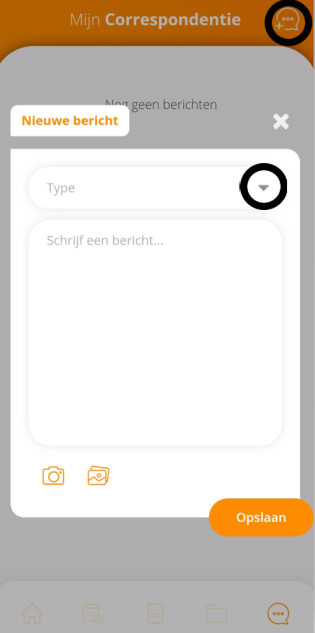 Mijn Correspondentie
Nog geen berichten
Nieuwe bericht
Type
Schrijf een bericht...
Opslaan